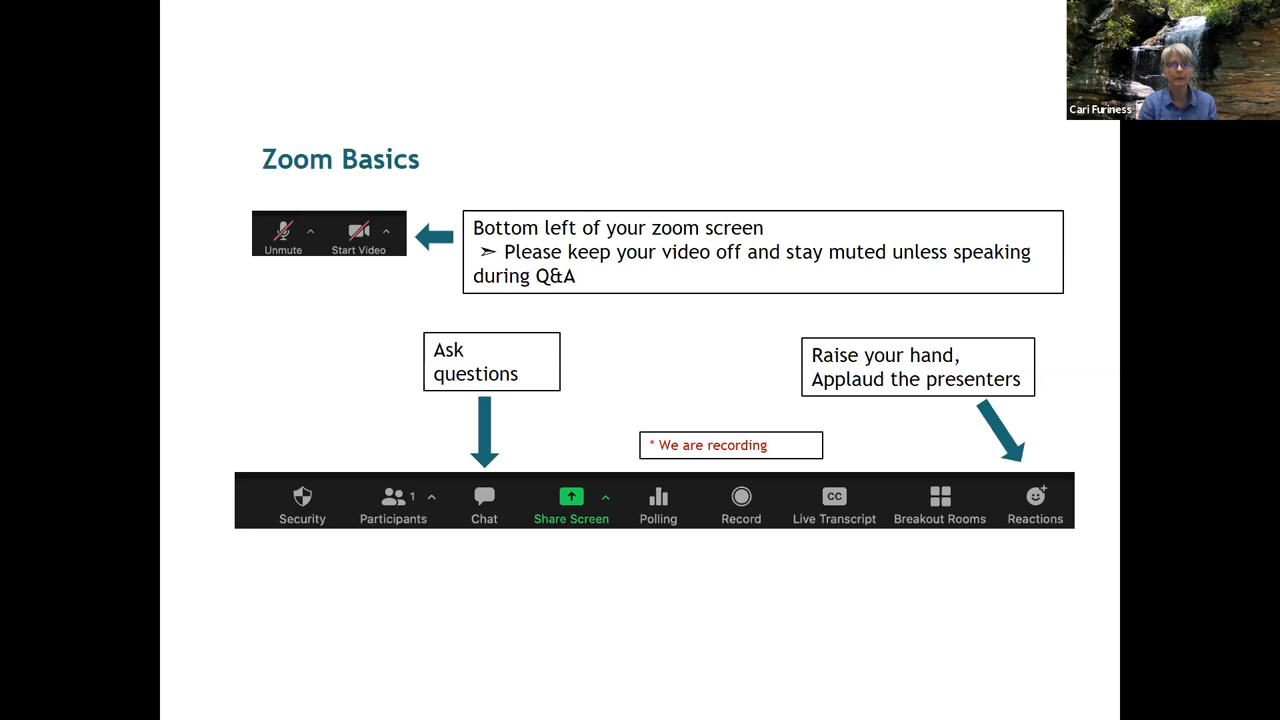 Cari Furiness
Zoom Basics
Unmute
Start Video
Bottom left of your zoom screen
➣ Please keep your video off and stay muted unless speaking
during Q&A
Ask
questions
Raise your hand,
Applaud the presenters
* We are recording
1
CC
Security Participants Chat Share Screen Polling Record Live Transcript Breakout Rooms Reactions